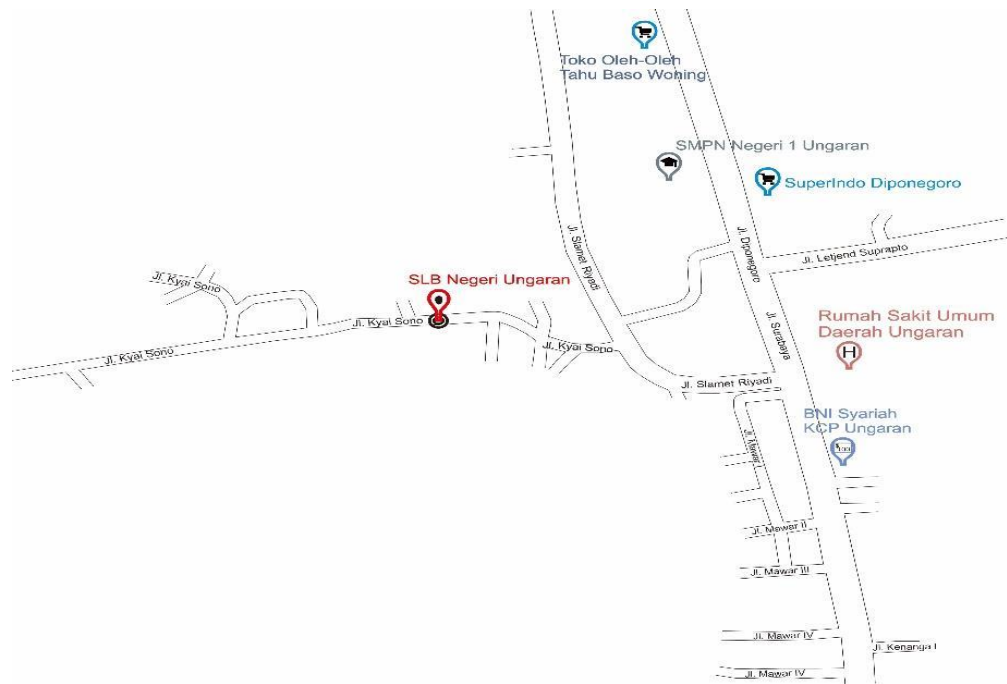 Toko Oleh-Oleh
Tahu Baso Woning
SMPN Negeri 1 Ungaran
SuperIndo Diponegoro
Jl. Slamet Riyadi
Jl. Diponegoro
Jl. Letjend Suprapto
Jl. Kyai Sono
SLB Negeri Ungaran
Jl. Kyai Sono
Jl. Surabaya
Rumah Sakit Umum
Daerah Ungaran
Jl. Kyai Sono
Jl. Kyai Sono
H
Jl. Slamet Riyadi
BNI Syariah
KCP Ungaran
Jl. Mawar
100
Jl. Mawar II
Jl. Mawar III
Jl. Mawar IV
Jl. Kenanga I
Jl. Mawar IV